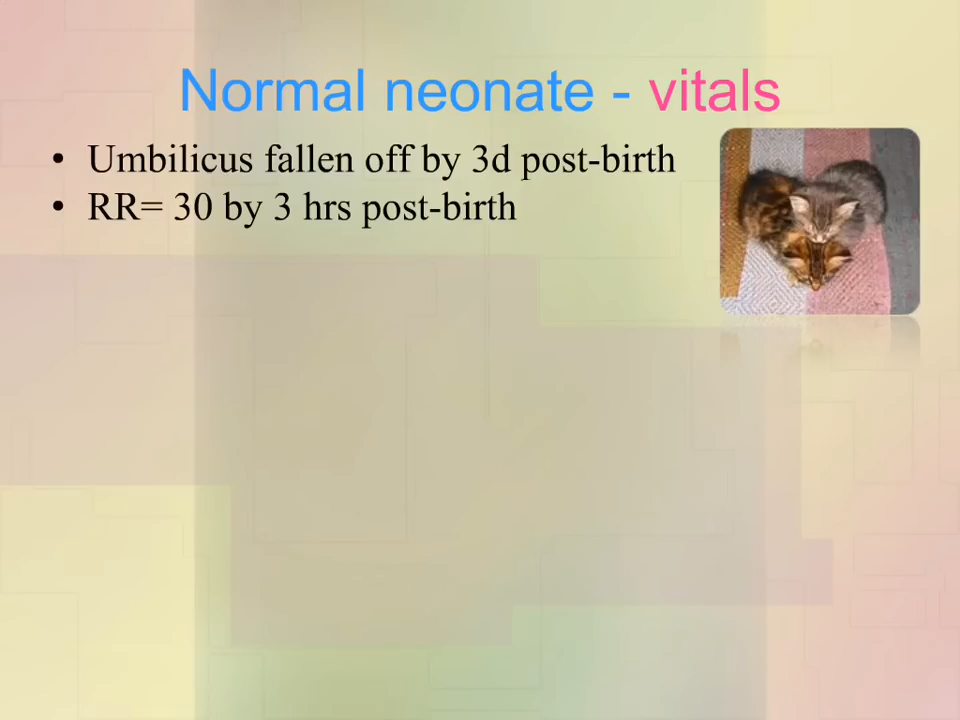 Normal neonate - vitals
• Umbilicus fallen off by 3d post-birth
• RR= 30 by 3 hrs post-birth